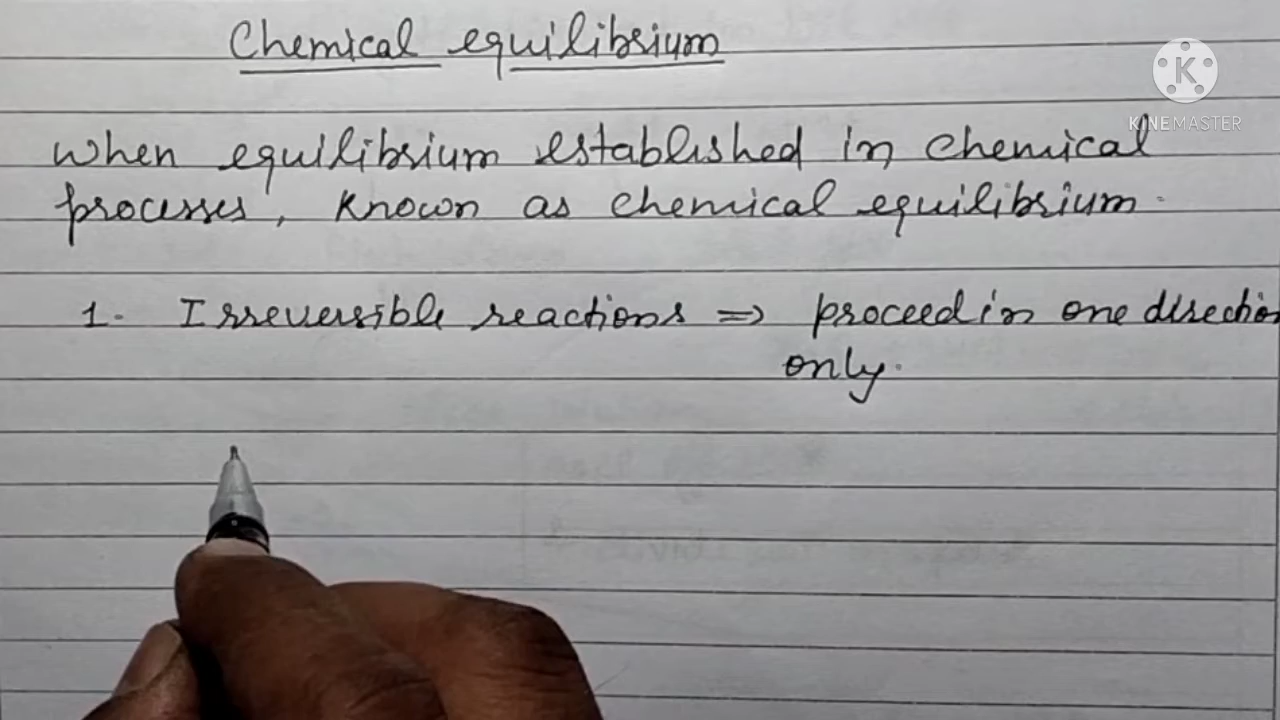 Chemical equilibrium
K
KINEMASTER
When equilibrium established in chemical
processes, known as chemical equilibrium.
1. Irreversible reactions ⇒ proceed in one direction
only.